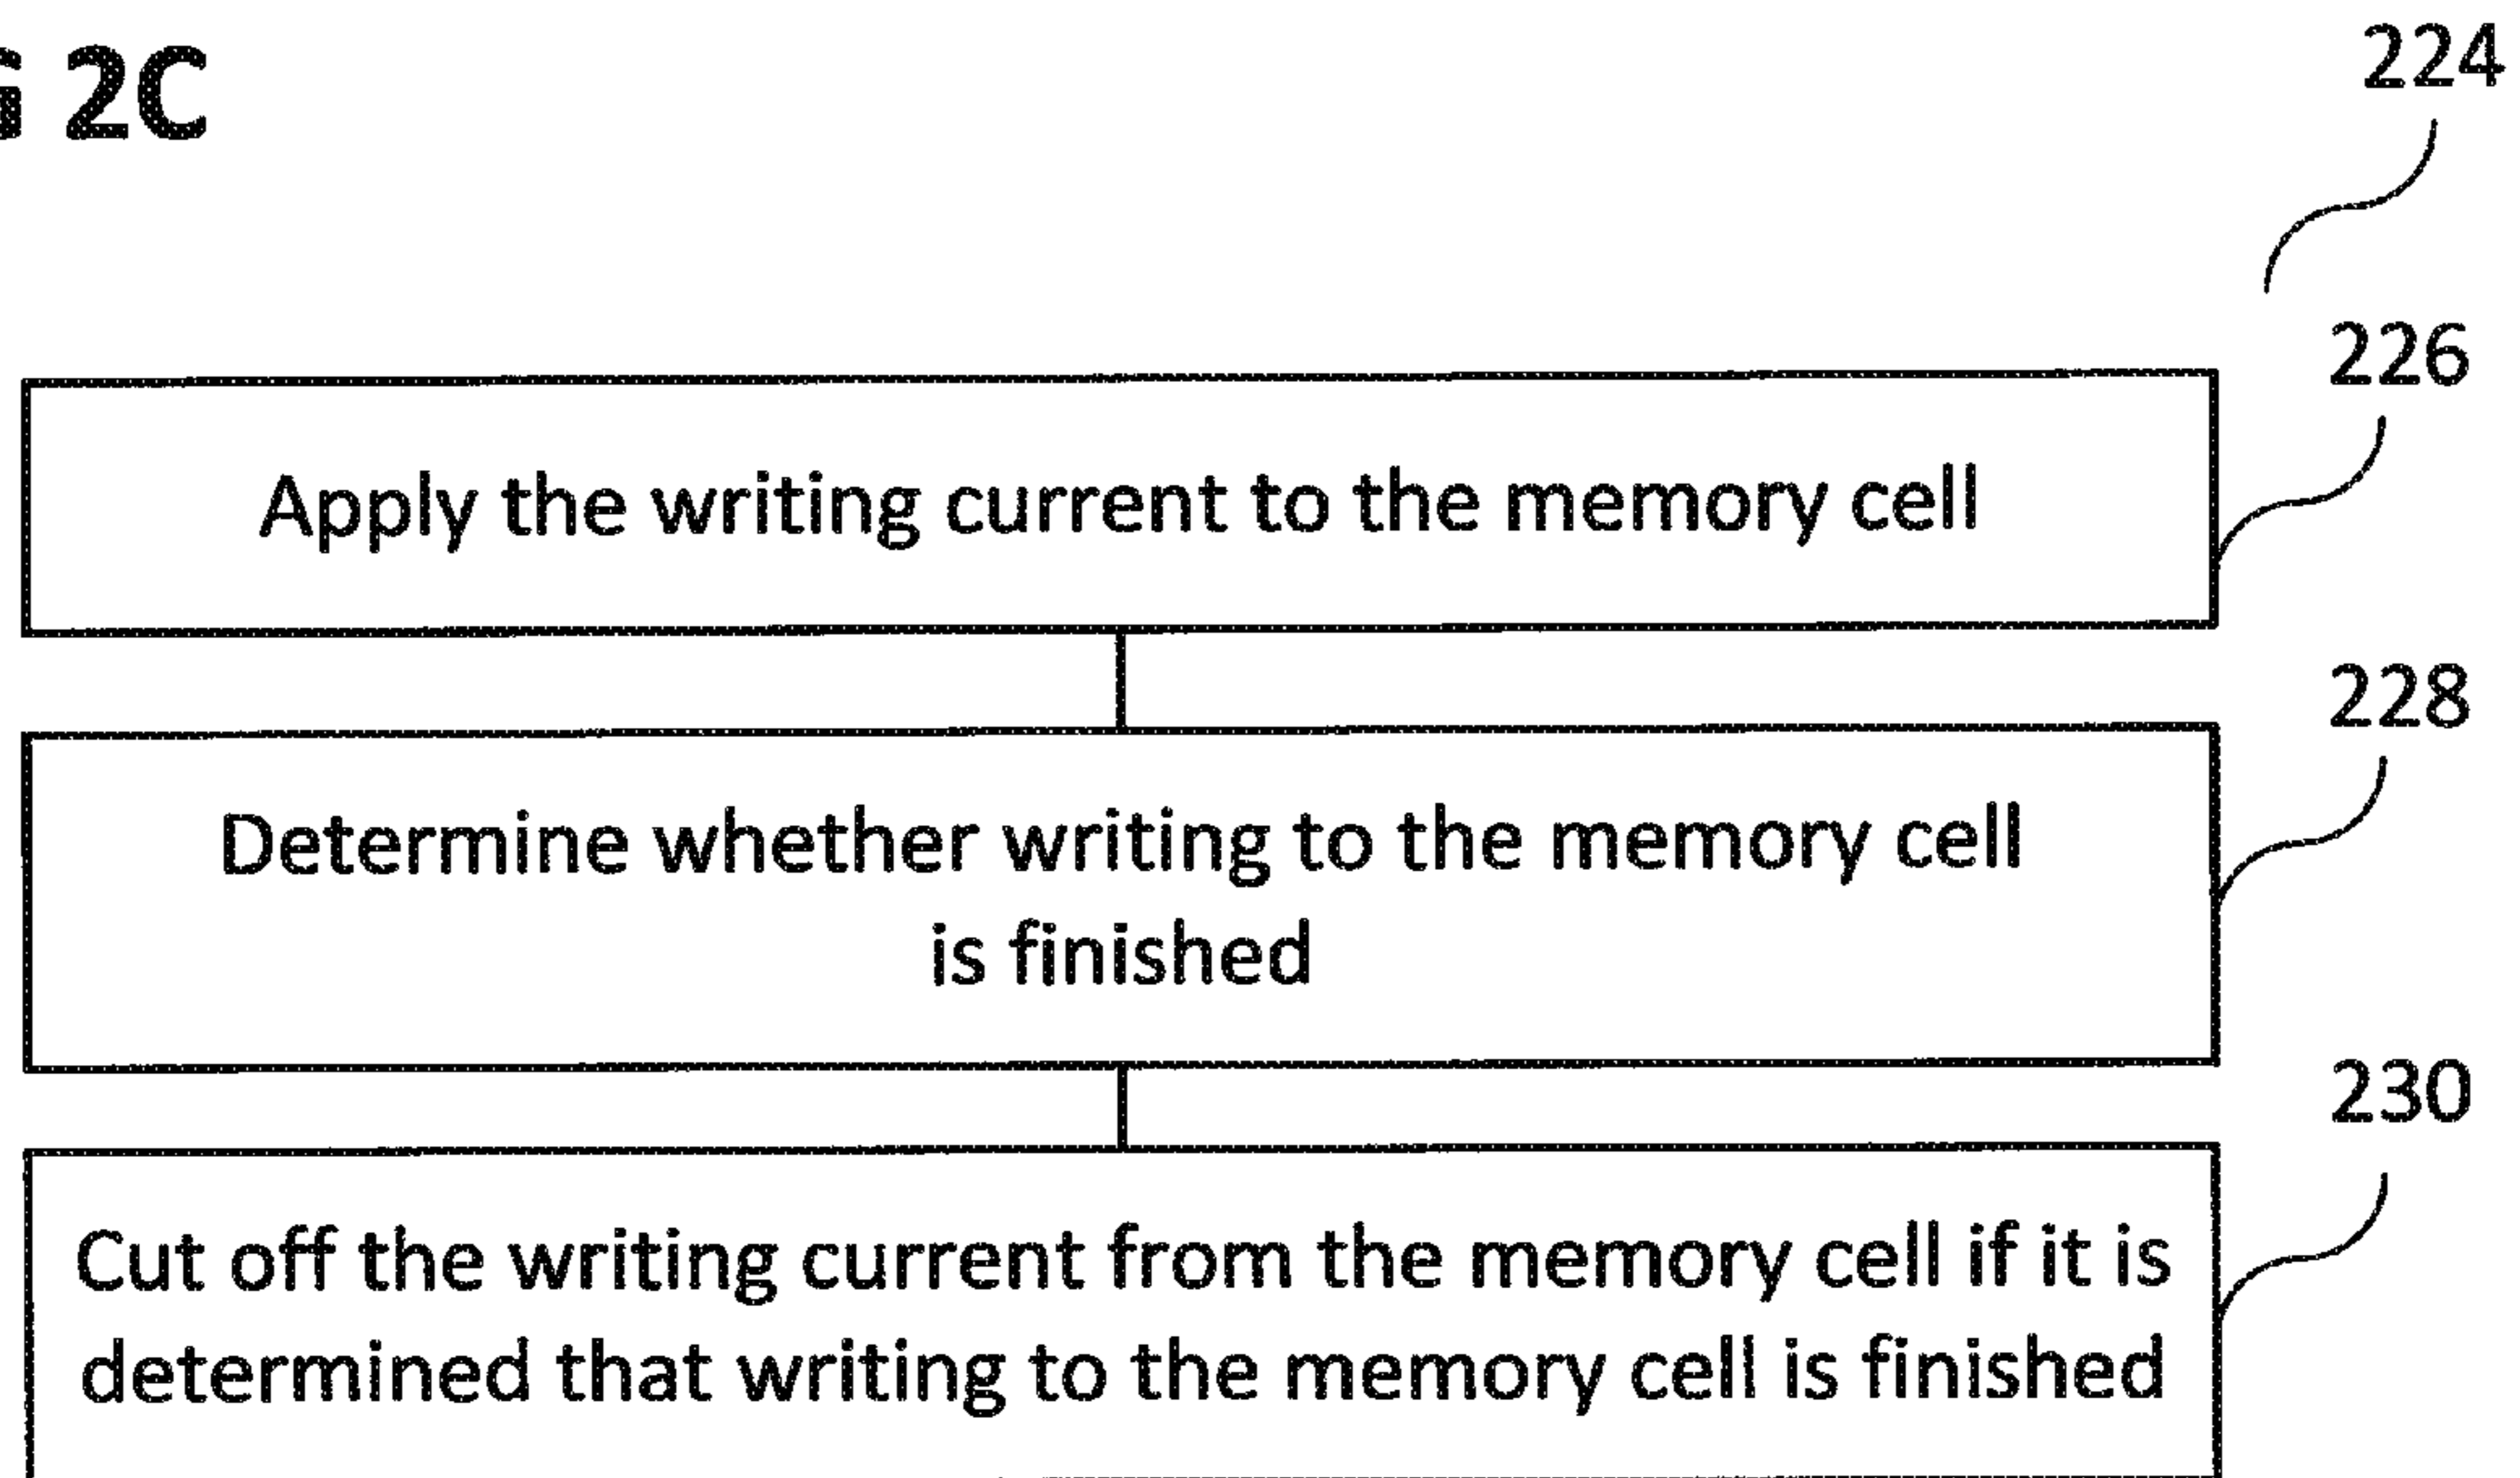 2C
224
226
Apply the writing current to the memory cell
228
Determine whether writing to the memory cell
is finished
230
Cut off the writing current from the memory cell if it is
determined that writing to the memory cell is finished